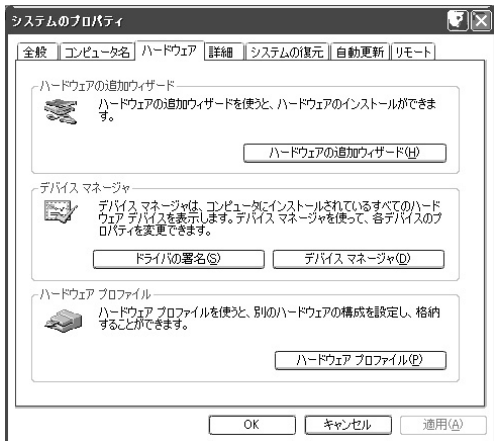 システムのプロパティ
全般 コンピュータ名 ハードウェア 詳細 システムの復元 自動更新 リモート
ハードウェアの追加ウィザード
ハードウェアの追加ウィザードを使うと、ハードウェアのインストールができま
す。
ハードウェアの追加ウィザード(H)
デバイス マネージャ
デバイス マネージャは、コンピュータにインストールされているすべてのハード
ウェア デバイスを表示します。デバイス マネージャを使って、各デバイスのプ
ロパティを変更できます。
ドライバの署名(S) デバイス マネージャ(D)
ハードウェア プロファイル
ハードウェア プロファイルを使うと、別のハードウェアの構成を設定し、格納
することができます。
ハードウェア プロファイル(P)
OK キャンセル 適用(A)